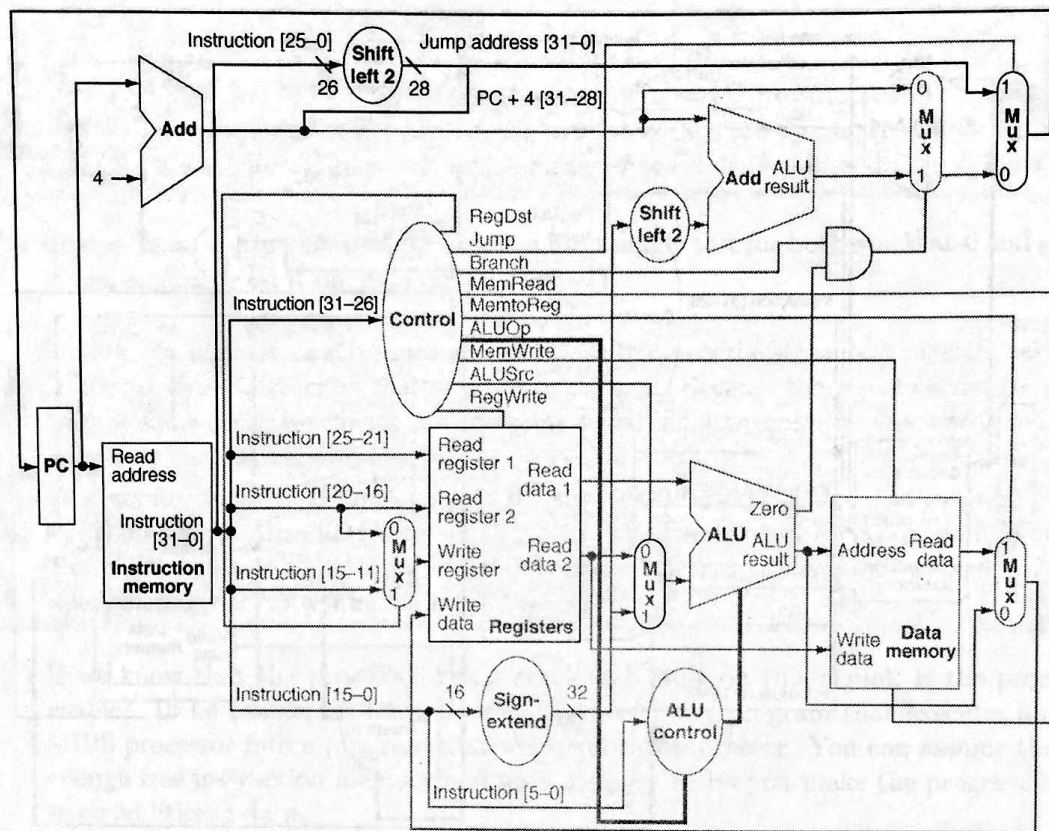 Instruction [25–0]
Shift left 2
Jump address [31–0]
26
28
PC + 4 [31–28]
Add
4
0
M
u
x
1
1
M
u
x
0
Add
ALU result
Shift left 2
RegDst
Jump
Branch
MemRead
MemtoReg
ALUOp
MemWrite
ALUSrc
RegWrite
Instruction [31–26]
Control
PC
Read address
Instruction [31–0]
Instruction memory
Instruction [25–21]
Instruction [20–16]
Instruction [15–11]
0
M
u
x
1
Read register 1
Read register 2
Write register
Write data
Read data 1
Read data 2
Registers
0
M
u
x
1
Zero
ALU
ALU result
Address
Read data
Write data
Data memory
1
M
u
x
0
Instruction [15–0]
16
Sign-extend
32
ALU control
Instruction [5–0]